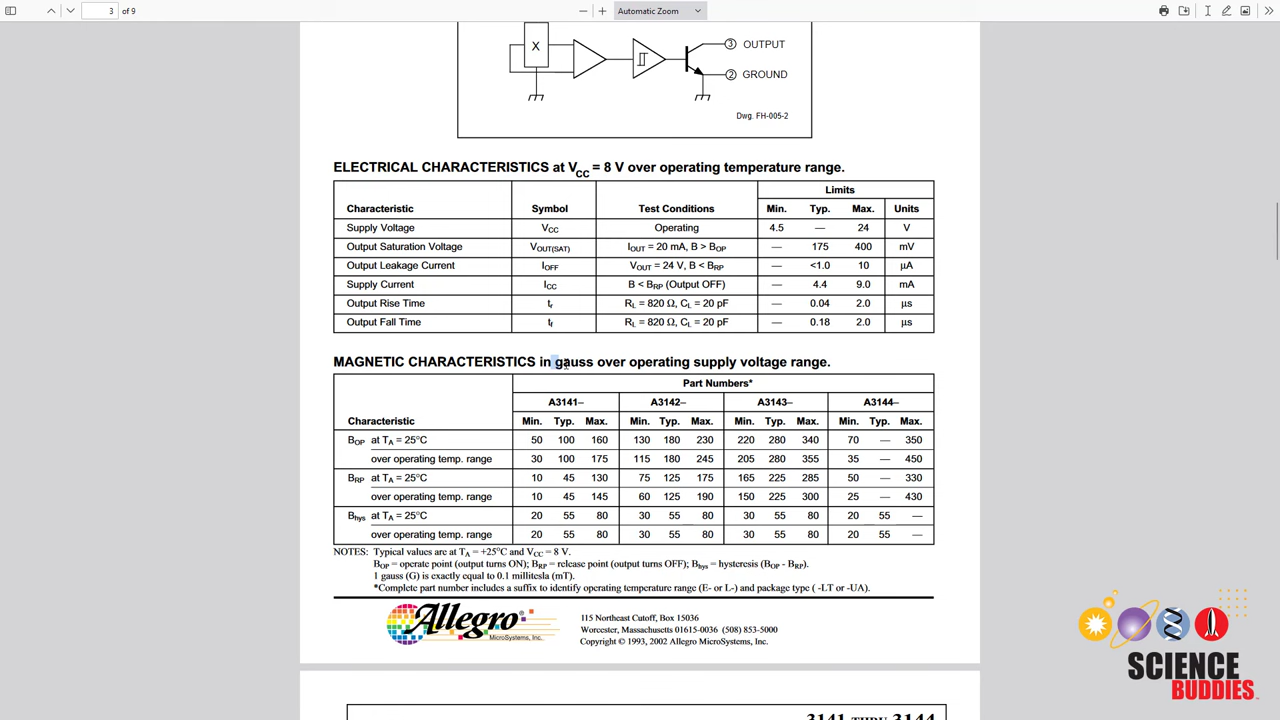 3 of 9
Automatic Zoom
X
3 OUTPUT
2 GROUND
Dwg. FH-005-2
ELECTRICAL CHARACTERISTICS at VCC = 8 V over operating temperature range.
Limits
Characteristic Symbol Test Conditions Min. Typ. Max. Units
Supply Voltage VCC Operating 4.5 — 24 V
Output Saturation Voltage VOUT(SAT) IOUT = 20 mA, B > BOP — 175 400 mV
Output Leakage Current IOFF VOUT = 24 V, B < BRP — <1.0 10 µA
Supply Current ICC B < BRP (Output OFF) — 4.4 9.0 mA
Output Rise Time tr RL = 820 Ω, CL = 20 pF — 0.04 2.0 µs
Output Fall Time tf RL = 820 Ω, CL = 20 pF — 0.18 2.0 µs
MAGNETIC CHARACTERISTICS in gauss over operating supply voltage range.
Part Numbers*
A3141– A3142– A3143– A3144–
Characteristic Min. Typ. Max. Min. Typ. Max. Min. Typ. Max. Min. Typ. Max.
BOP at TA = 25°C 50 100 160 130 180 230 220 280 340 70 — 350
over operating temp. range 30 100 175 115 180 245 205 280 355 35 — 450
BRP at TA = 25°C 10 45 130 75 125 175 165 225 285 50 — 330
over operating temp. range 10 45 145 60 125 190 150 225 300 25 — 430
Bhys at TA = 25°C 20 55 80 30 55 80 30 55 80 20 55 —
over operating temp. range 20 55 80 30 55 80 30 55 80 20 55 —
NOTES: Typical values are at TA = +25°C and VCC = 8 V.
BOP = operate point (output turns ON); BRP = release point (output turns OFF); Bhys = hysteresis (BOP - BRP).
1 gauss (G) is exactly equal to 0.1 millitesla (mT).
*Complete part number includes a suffix to identify operating temperature range (E- or L-) and package type ( -LT or -UA).
Allegro®
MicroSystems, Inc.
115 Northeast Cutoff, Box 15036
Worcester, Massachusetts 01615-0036 (508) 853-5000
Copyright © 1993, 2002 Allegro MicroSystems, Inc.
3141 THRU 3144
SCIENCE
BUDDIES